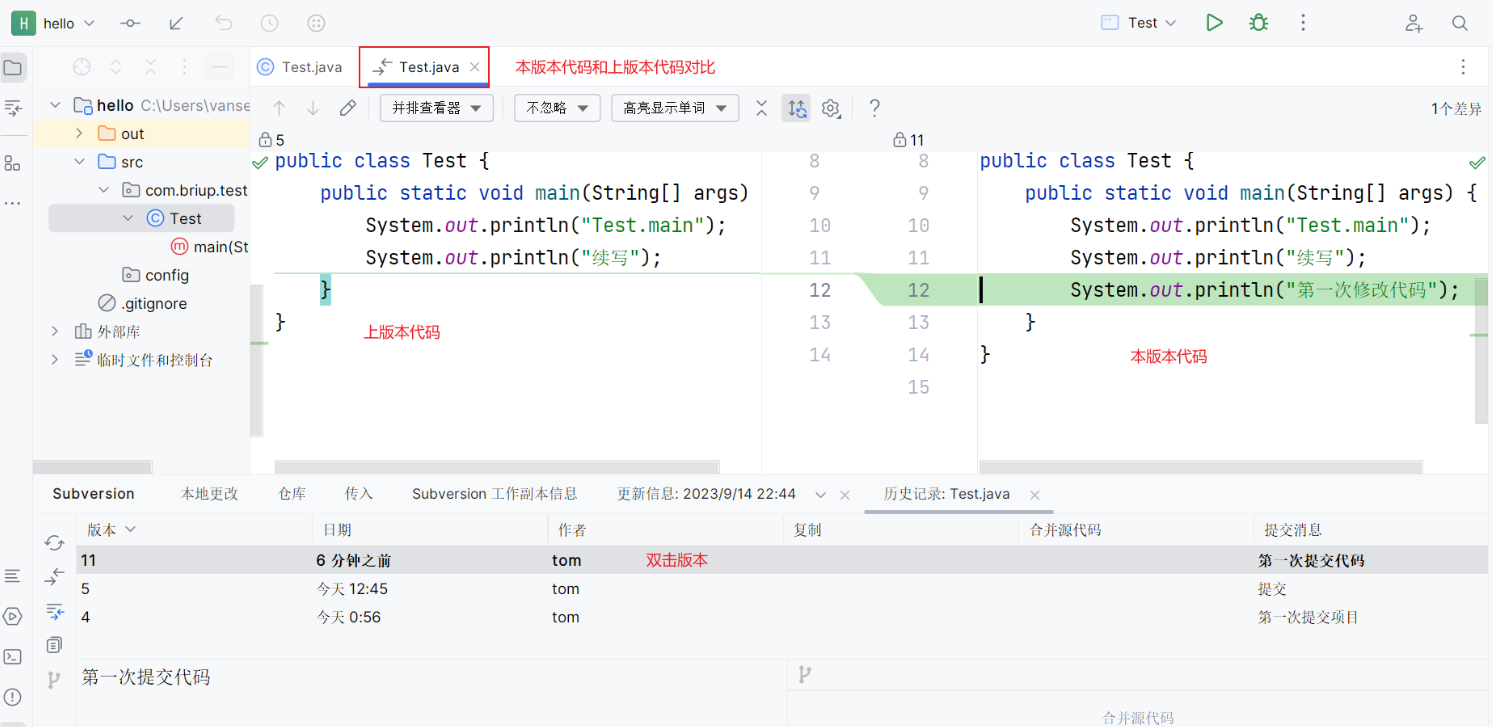 H hello Test
Test.java Test.java 本版本代码和上版本代码对比
hello C:\Users\vanse
out
src
com.briup.test
Test
main(St
config
.gitignore
外部库
临时文件和控制台
并排查看器 不忽略 高亮显示单词 ? 1个差异
5 11
public class Test { 8 8 public class Test {
public static void main(String[] args) 9 9 public static void main(String[] args) {
System.out.println("Test.main"); 10 10 System.out.println("Test.main");
System.out.println("续写"); 11 11 System.out.println("续写");
} 12 12 System.out.println("第一次修改代码");
} 13 13 }
上版本代码
14 14 }
本版本代码
15
Subversion 本地更改 仓库 传入 Subversion 工作副本信息 更新信息: 2023/9/14 22:44 历史记录: Test.java
版本 日期 作者 复制 合并源代码 提交消息
11 6 分钟之前 tom 双击版本 第一次提交代码
5 今天 12:45 tom 提交
4 今天 0:56 tom 第一次提交项目
第一次提交代码
合并源代码